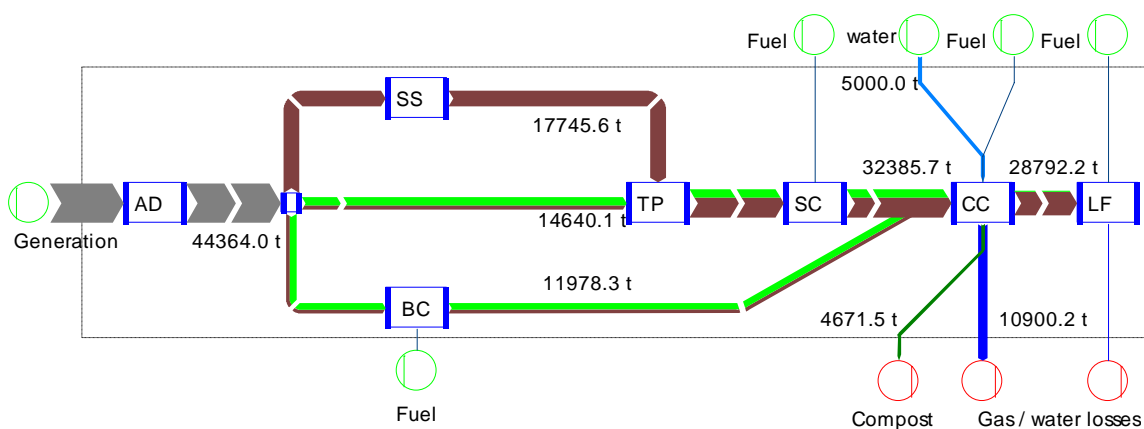 Fuel
water
Fuel
Fuel
5000.0 t
SS
17745.6 t
32385.7 t
28792.2 t
AD
TP
SC
CC
LF
14640.1 t
Generation
44364.0 t
11978.3 t
BC
4671.5 t
10900.2 t
Fuel
Compost
Gas / water losses